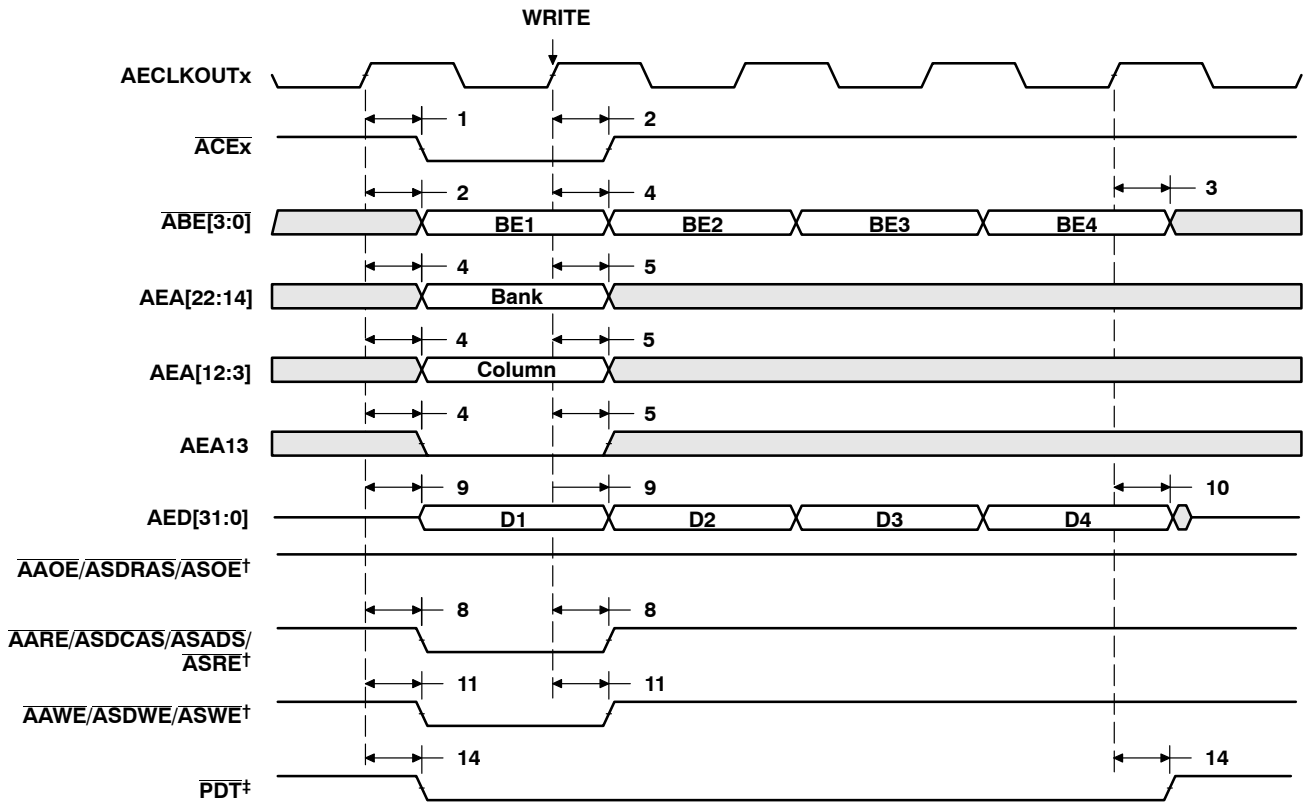 WRITE
AECLKOUTx
1 2
ACEx
2 4 3
ABE[3:0] BE1 BE2 BE3 BE4
4 5
AEA[22:14] Bank
4 5
AEA[12:3] Column
4 5
AEA13
9 9 10
AED[31:0] D1 D2 D3 D4
AAOE/ASDRAS/ASOE†
8 8
AARE/ASDCAS/ASADS/
ASRE†
11 11
AAWE/ASDWE/ASWE†
14 14
PDT‡